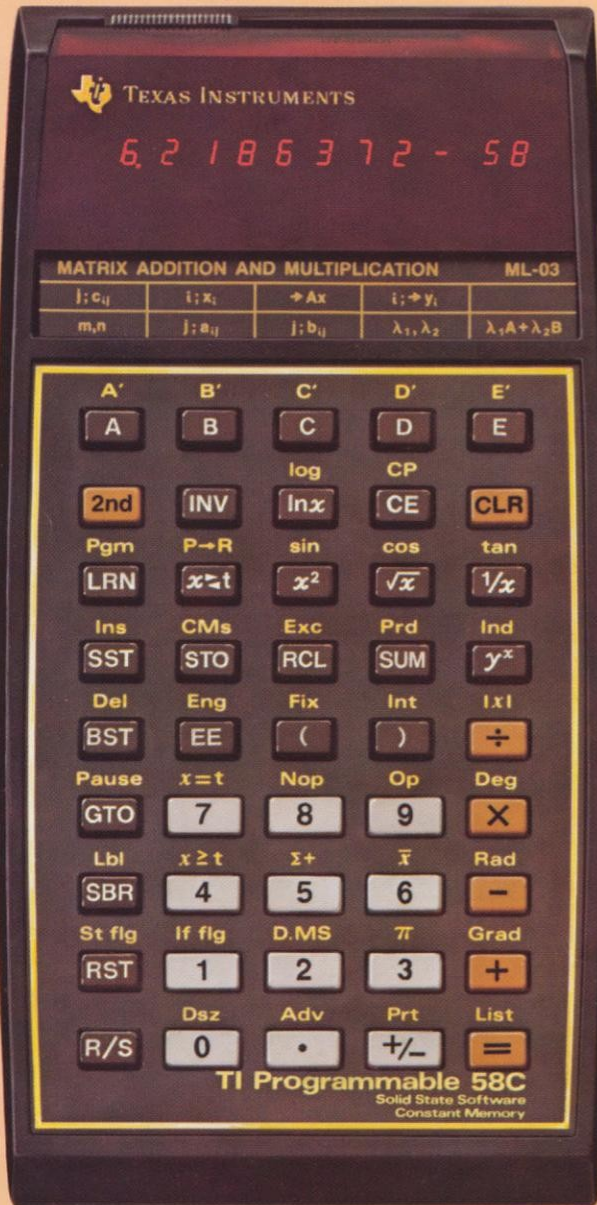 TEXAS INSTRUMENTS
6.2186372-58
MATRIX ADDITION AND MULTIPLICATION ML-03
j;cᵢⱼ i;xᵢ →Ax i;→yᵢ
m,n j;aᵢⱼ j;bᵢⱼ λ₁,λ₂ λ₁A+λ₂B
A' B' C' D' E'
A B C D E
log CP
2nd INV lnx CE CLR
Pgm P→R sin cos tan
LRN x⇄t x² √x 1/x
Ins CMs Exc Prd Ind
SST STO RCL SUM yˣ
Del Eng Fix Int |x|
BST EE ( ) ÷
Pause x=t Nop Op Deg
GTO 7 8 9 ×
Lbl x≥t Σ+ x̄ Rad
SBR 4 5 6 −
St flg If flg D.MS π Grad
RST 1 2 3 +
Dsz Adv Prt List
R/S 0 . +/− =
TI Programmable 58C
Solid State Software
Constant Memory